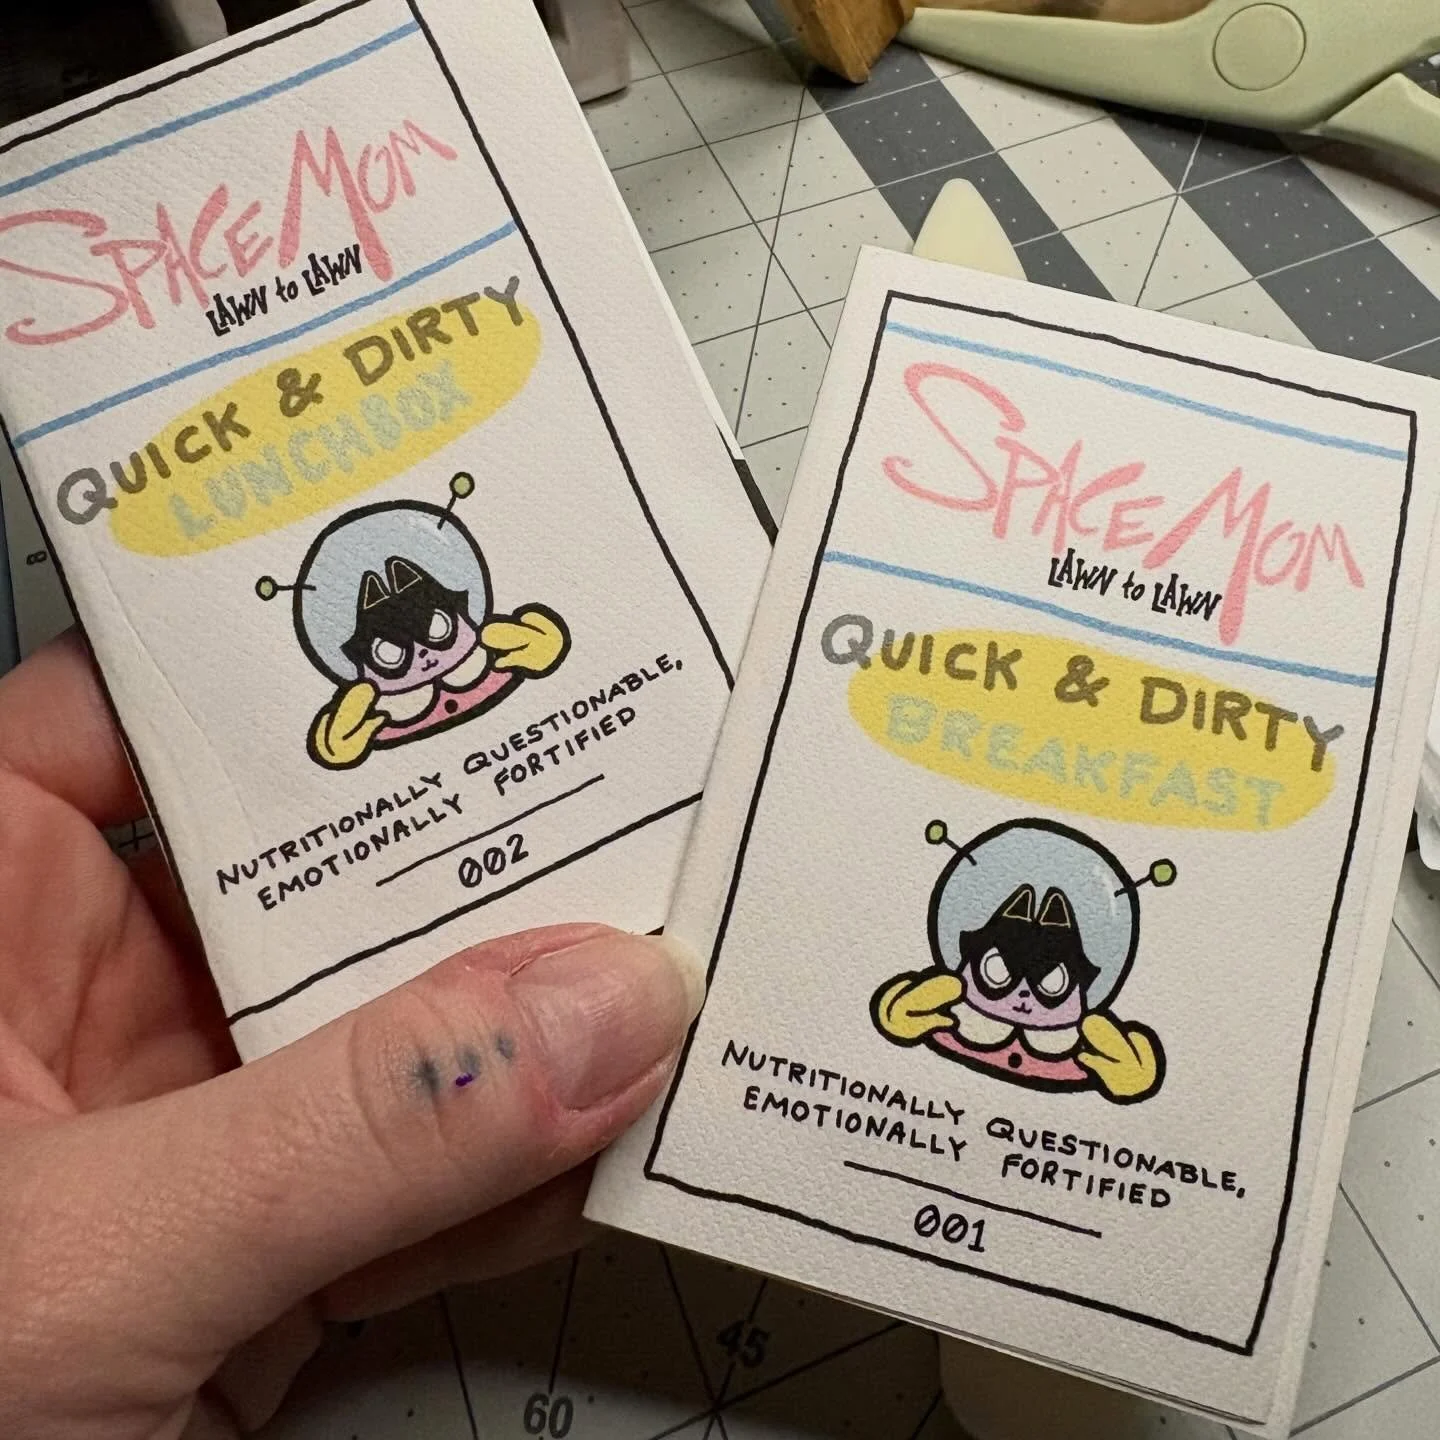 SPACE MOM
LAWN to LAWN
QUICK & DIRTY
LUNCHBOX
NUTRITIONALLY QUESTIONABLE,
EMOTIONALLY FORTIFIED
002
SPACE MOM
LAWN to LAWN
QUICK & DIRTY
BREAKFAST
NUTRITIONALLY QUESTIONABLE,
EMOTIONALLY FORTIFIED
001
8
45
60